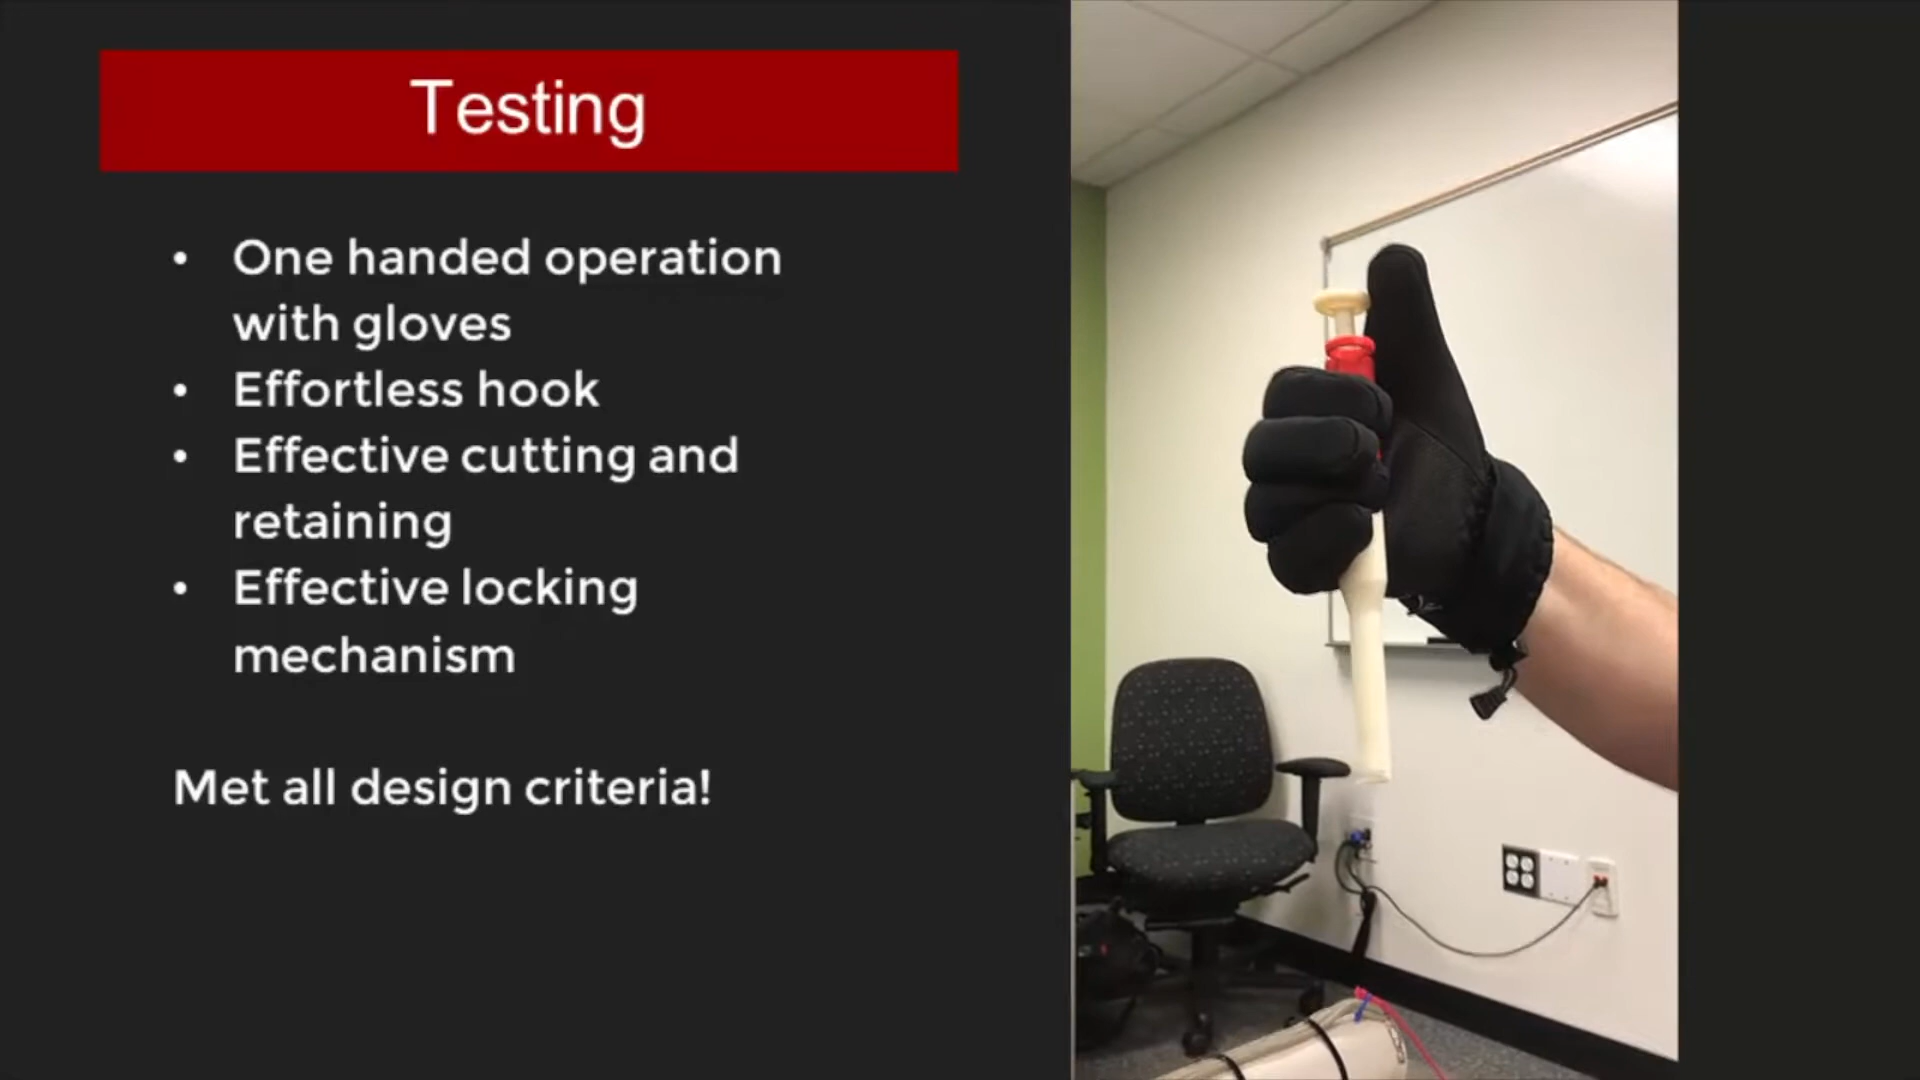 Testing
• One handed operation
with gloves
• Effortless hook
• Effective cutting and
retaining
• Effective locking
mechanism
Met all design criteria!